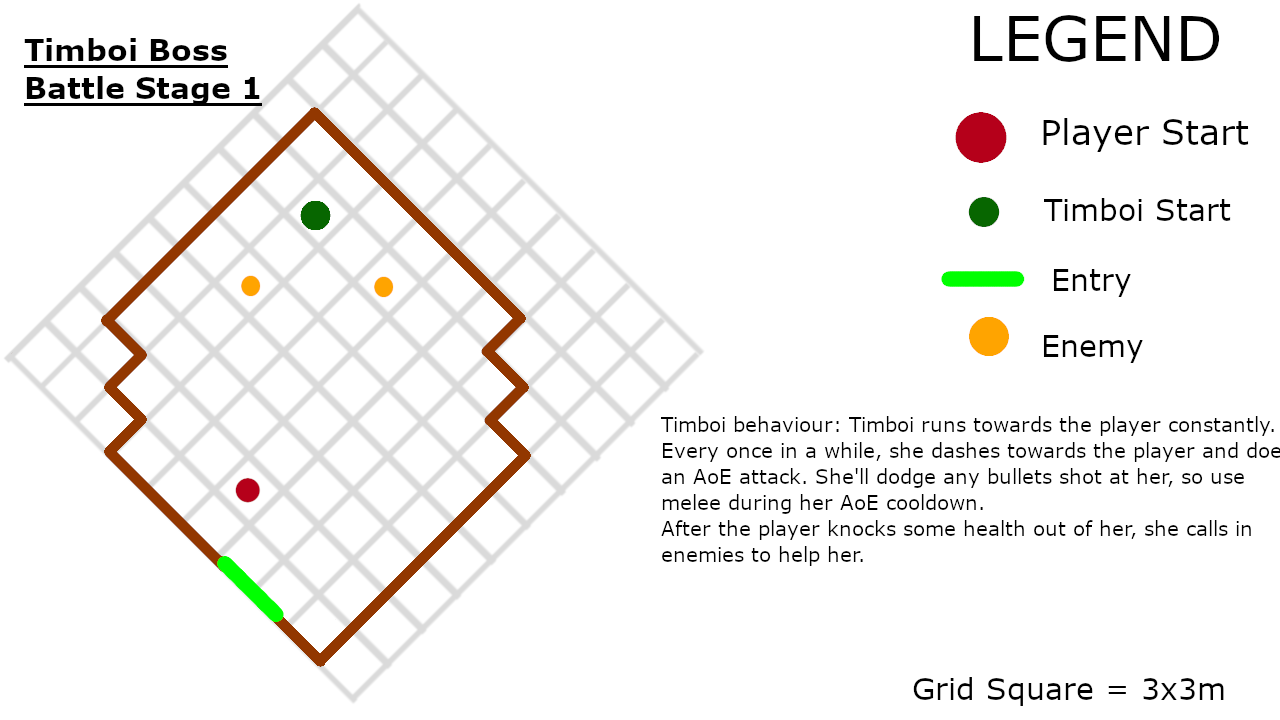 Timboi Boss
Battle Stage 1
LEGEND
Player Start
Timboi Start
Entry
Enemy
Timboi behaviour: Timboi runs towards the player constantly.
Every once in a while, she dashes towards the player and doe
an AoE attack. She'll dodge any bullets shot at her, so use
melee during her AoE cooldown.
After the player knocks some health out of her, she calls in
enemies to help her.
Grid Square = 3x3m